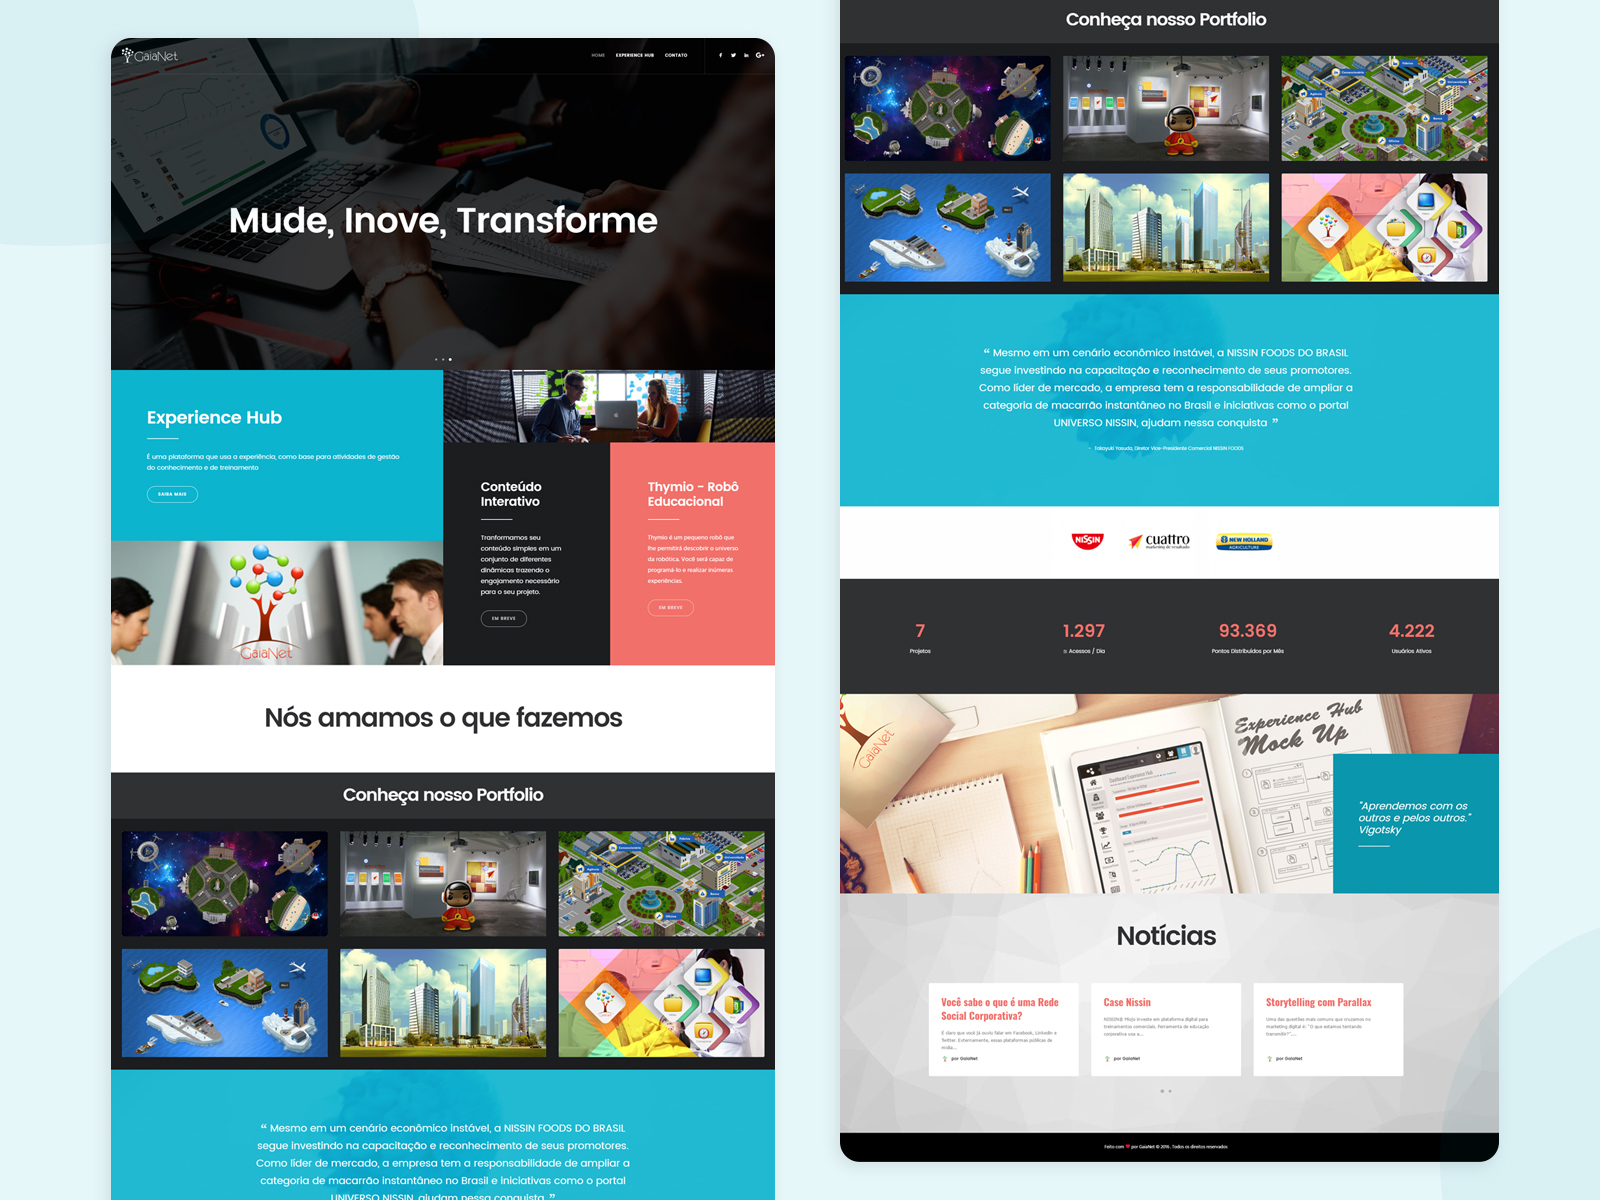 GaiaNet
HOME EXPERIENCE HUB CONTATO
Mude, Inove, Transforme
Experience Hub
É uma plataforma que usa a experiência, como base para atividades de gestão
do conhecimento e de treinamento
SAIBA MAIS
Conteúdo
Interativo
Tranformamos seu
conteúdo simples em um
conjunto de diferentes
dinâmicas trazendo o
engajamento necessário
para o seu projeto.
EM BREVE
Thymio - Robô
Educacional
Thymio é um pequeno robô que
lhe permitirá descobrir o universo
da robótica. Você será capaz de
programá-lo e realizar inúmeras
experiências.
EM BREVE
GaiaNet
Nós amamos o que fazemos
Conheça nosso Portfolio
“ Mesmo em um cenário econômico instável, a NISSIN FOODS DO BRASIL
segue investindo na capacitação e reconhecimento de seus promotores.
Como líder de mercado, a empresa tem a responsabilidade de ampliar a
categoria de macarrão instantâneo no Brasil e iniciativas como o portal
UNIVERSO NISSIN, ajudam nessa conquista ”
Conheça nosso Portfolio
“ Mesmo em um cenário econômico instável, a NISSIN FOODS DO BRASIL
segue investindo na capacitação e reconhecimento de seus promotores.
Como líder de mercado, a empresa tem a responsabilidade de ampliar a
categoria de macarrão instantâneo no Brasil e iniciativas como o portal
UNIVERSO NISSIN, ajudam nessa conquista ”
- Takayuki Yasuda, Diretor Vice-Presidente Comercial NISSIN FOODS
NISSIN
cuattro
marketing de resultados
NEW HOLLAND
AGRICULTURE
7 1.297 93.369 4.222
Projetos ≅ Acessos / Dia Pontos Distribuídos por Mês Usuários Ativos
GaiaNet
Experience Hub
Mock Up
"Aprendemos com os
outros e pelos outros."
Vigotsky
Notícias
Você sabe o que é uma Rede
Social Corporativa?
É claro que você já ouviu falar em Facebook, LinkedIn e
Twitter. Externamente, essas plataformas públicas de
mídia...
por GaiaNet
Case Nissin
NISSIN® Miojo investe em plataforma digital para
treinamentos comerciais. Ferramenta de educação
corporativa usa a...
por GaiaNet
Storytelling com Parallax
Uma das questões mais comuns que cruzamos no
marketing digital é: "O que estamos tentando
transmitir?"...
por GaiaNet
Feito com ❤ por GaiaNet © 2016 . Todos os direitos reservados